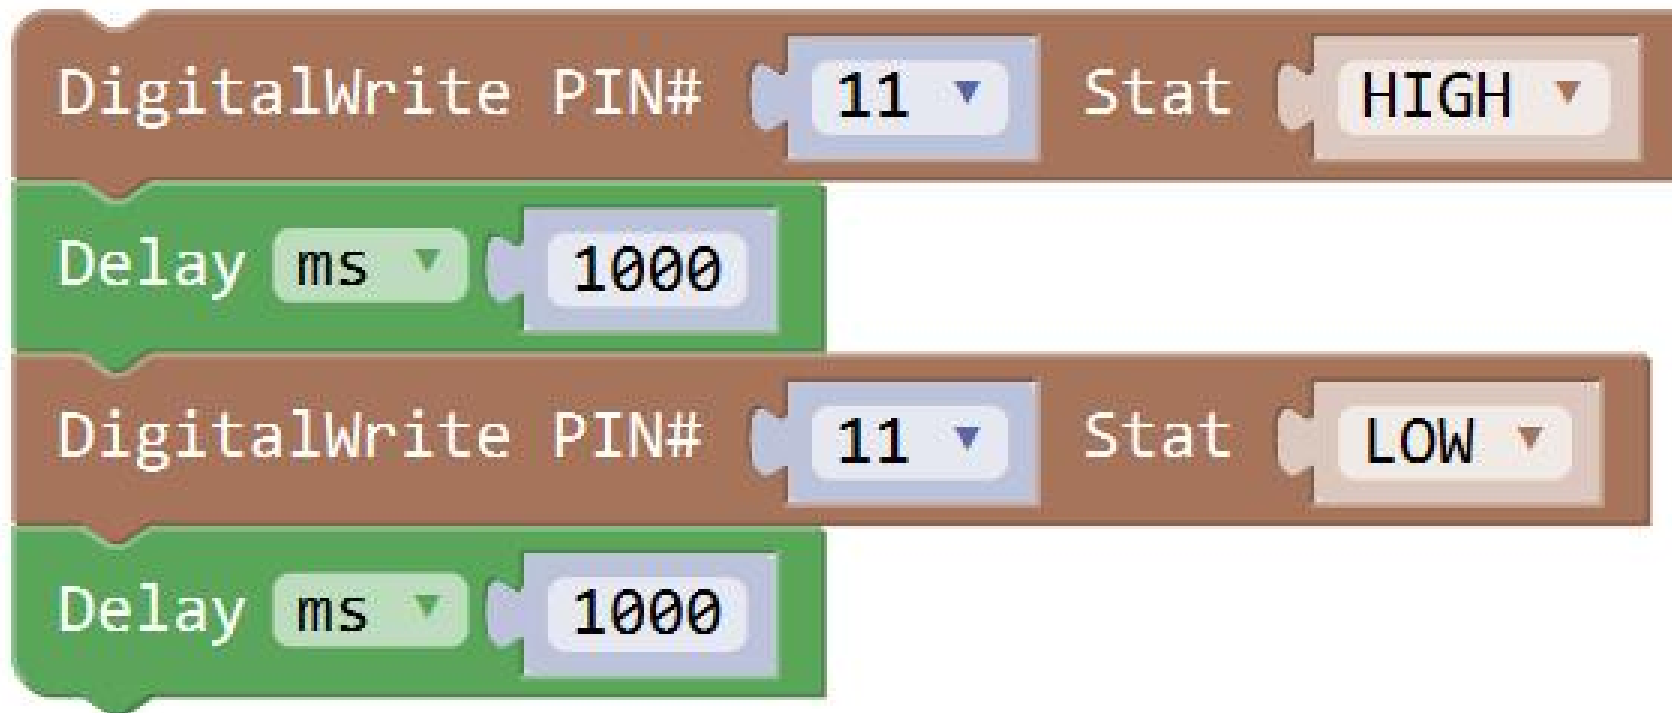 DigitalWrite PIN# 11 Stat HIGH
Delay ms 1000
DigitalWrite PIN# 11 Stat LOW
Delay ms 1000